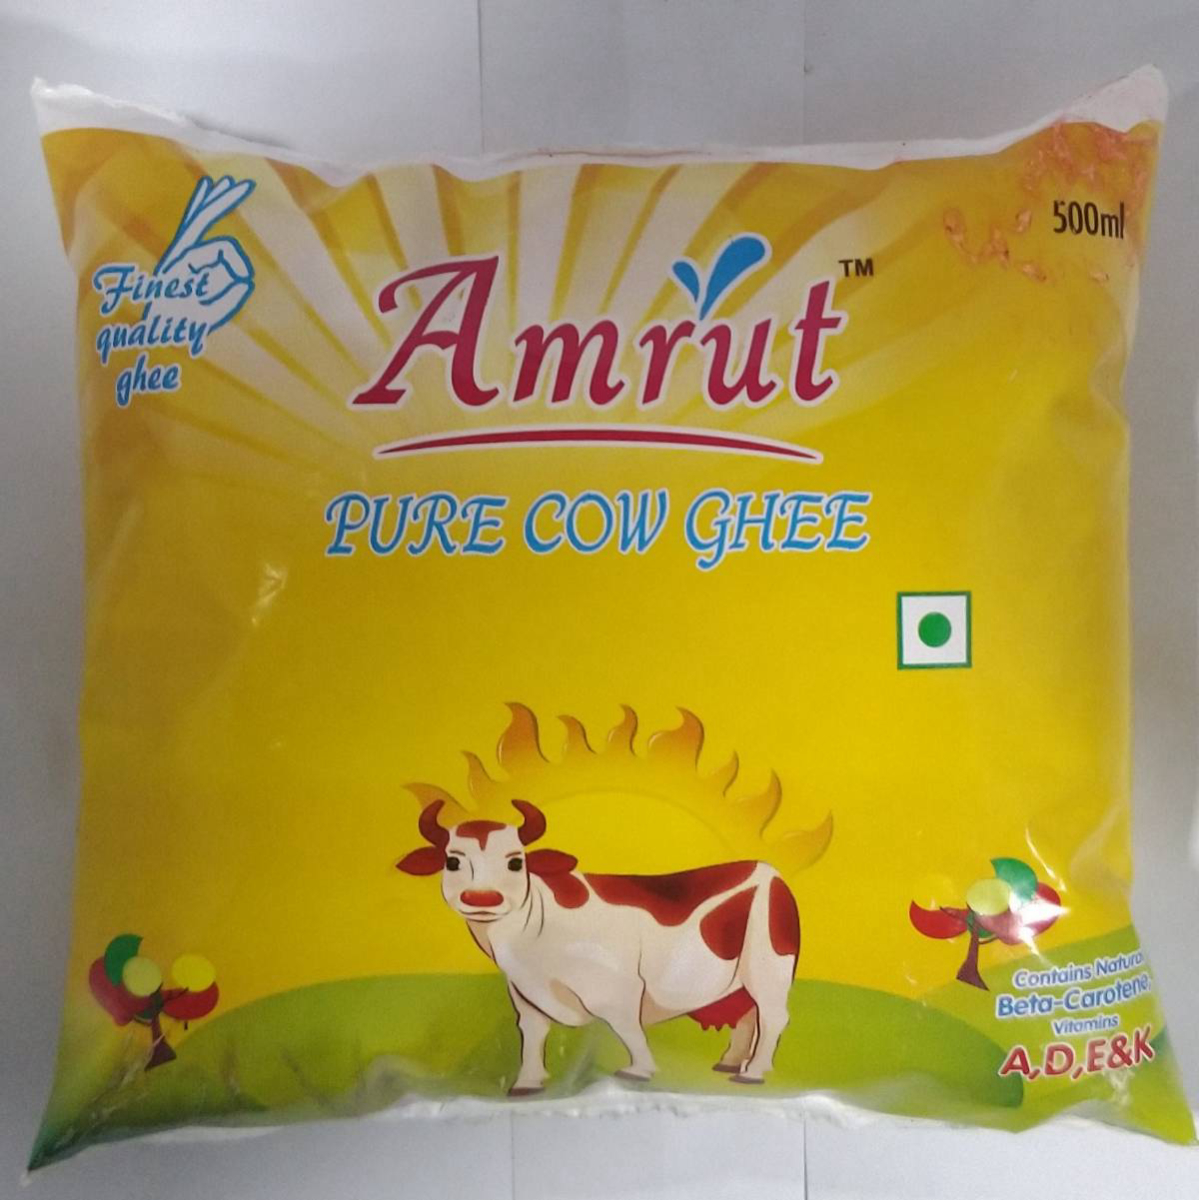 500ml
Finest
quality
ghee
Amrut™
PURE COW GHEE
Contains Natural
Beta-Carotene,
Vitamins
A,D,E&K